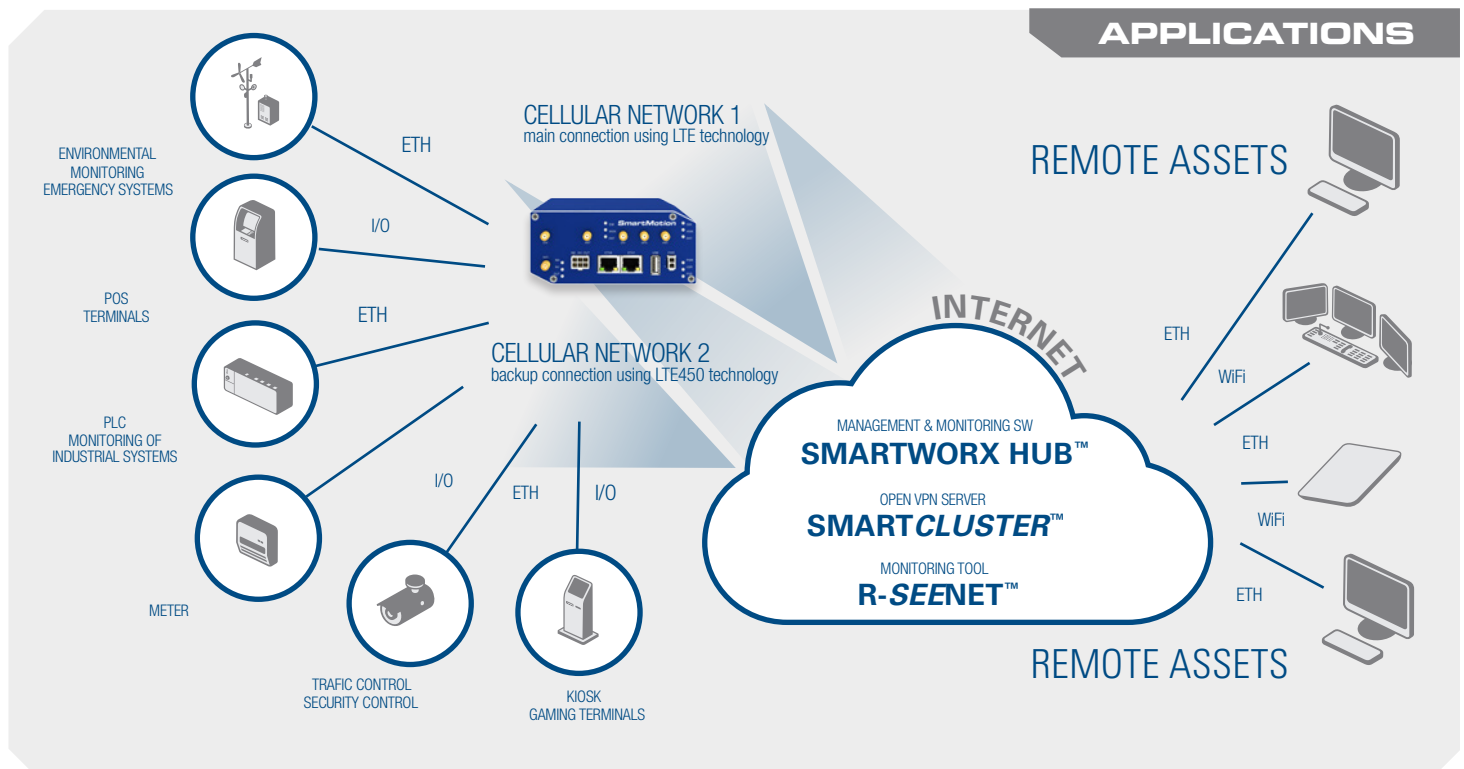 APPLICATIONS
CELLULAR NETWORK 1
main connection using LTE technology
ETH
ENVIRONMENTAL
MONITORING
EMERGENCY SYSTEMS
I/O
POS
TERMINALS
ETH
PLC
MONITORING OF
INDUSTRIAL SYSTEMS
METER
SmartMotion
CELLULAR NETWORK 2
backup connection using LTE450 technology
I/O
ETH
I/O
TRAFIC CONTROL
SECURITY CONTROL
KIOSK
GAMING TERMINALS
INTERNET
MANAGEMENT & MONITORING SW
SMARTWORX HUB™
OPEN VPN SERVER
SMARTCLUSTER™
MONITORING TOOL
R-SEENET™
REMOTE ASSETS
ETH
WiFi
ETH
WiFi
ETH
REMOTE ASSETS